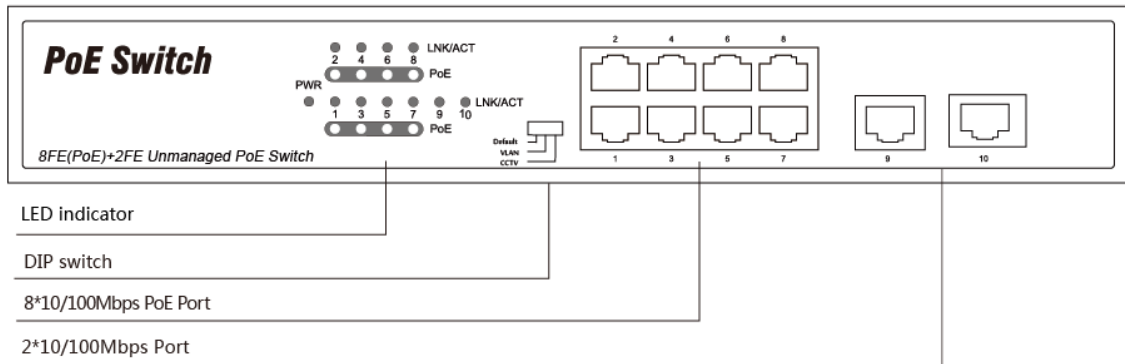 PoE Switch
LNK/ACT
2 4 6 8
PoE
PWR
LNK/ACT
1 3 5 7 9 10
PoE
Default
VLAN
CCTV
2 4 6 8
1 3 5 7 9 10
8FE(PoE)+2FE Unmanaged PoE Switch
LED indicator
DIP switch
8*10/100Mbps PoE Port
2*10/100Mbps Port